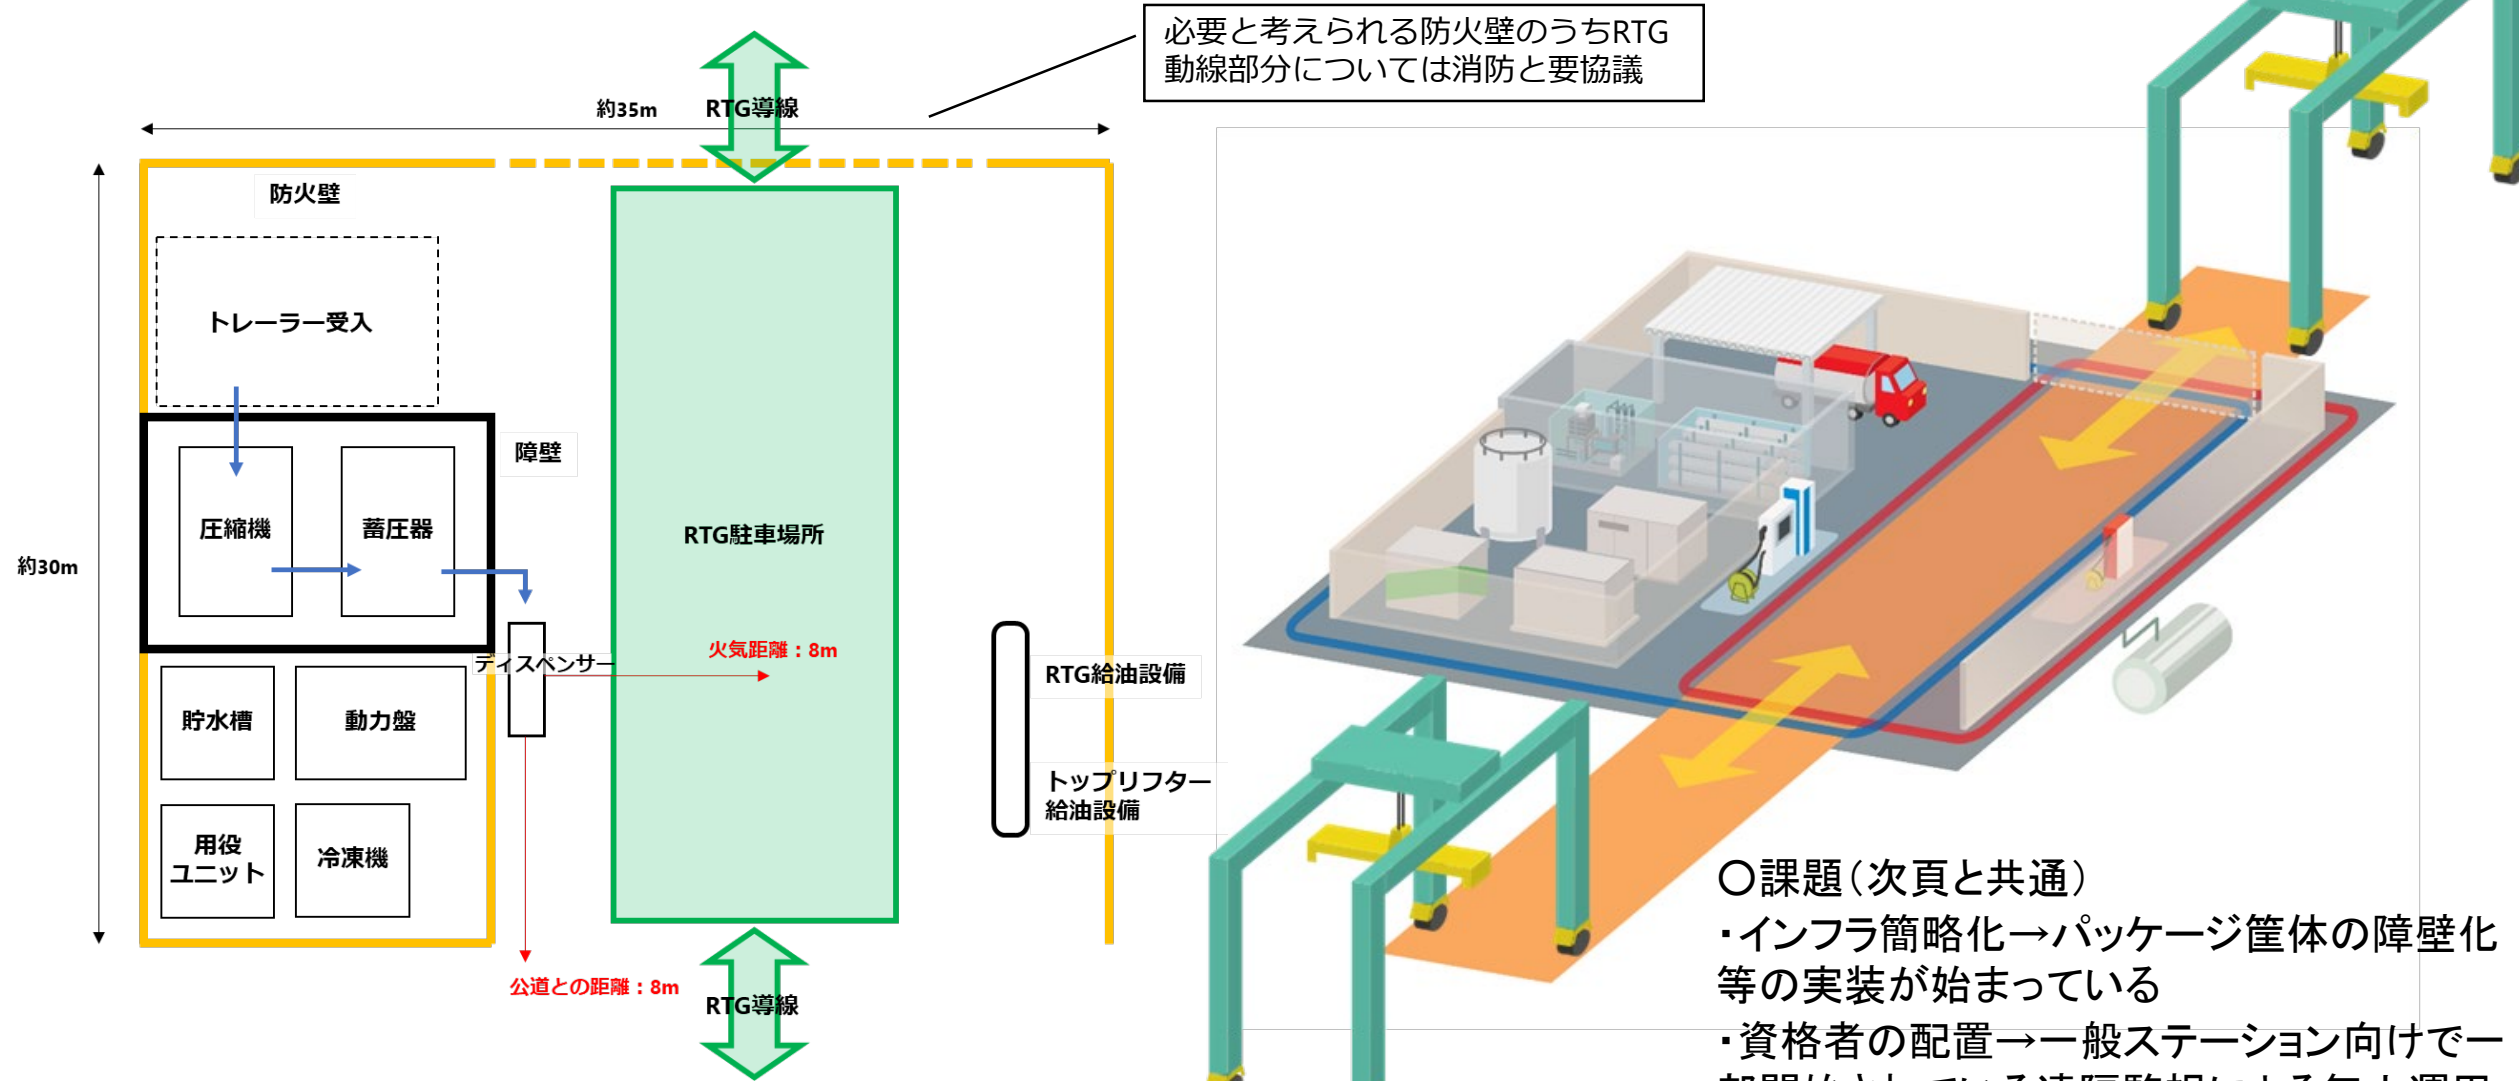 必要と考えられる防火壁のうちRTG
動線部分については消防と要協議
約35m
RTG導線
防火壁
トレーラー受入
障壁
圧縮機
蓄圧器
RTG駐車場所
約30m
ディスペンサー
火気距離：8m
RTG給油設備
貯水槽
動力盤
トップリフター
給油設備
用役
ユニット
冷凍機
公道との距離：8m
RTG導線
〇課題（次頁と共通）
・インフラ簡略化→パッケージ筐体の障壁化
等の実装が始まっている
・資格者の配置→一般ステーション向けで一